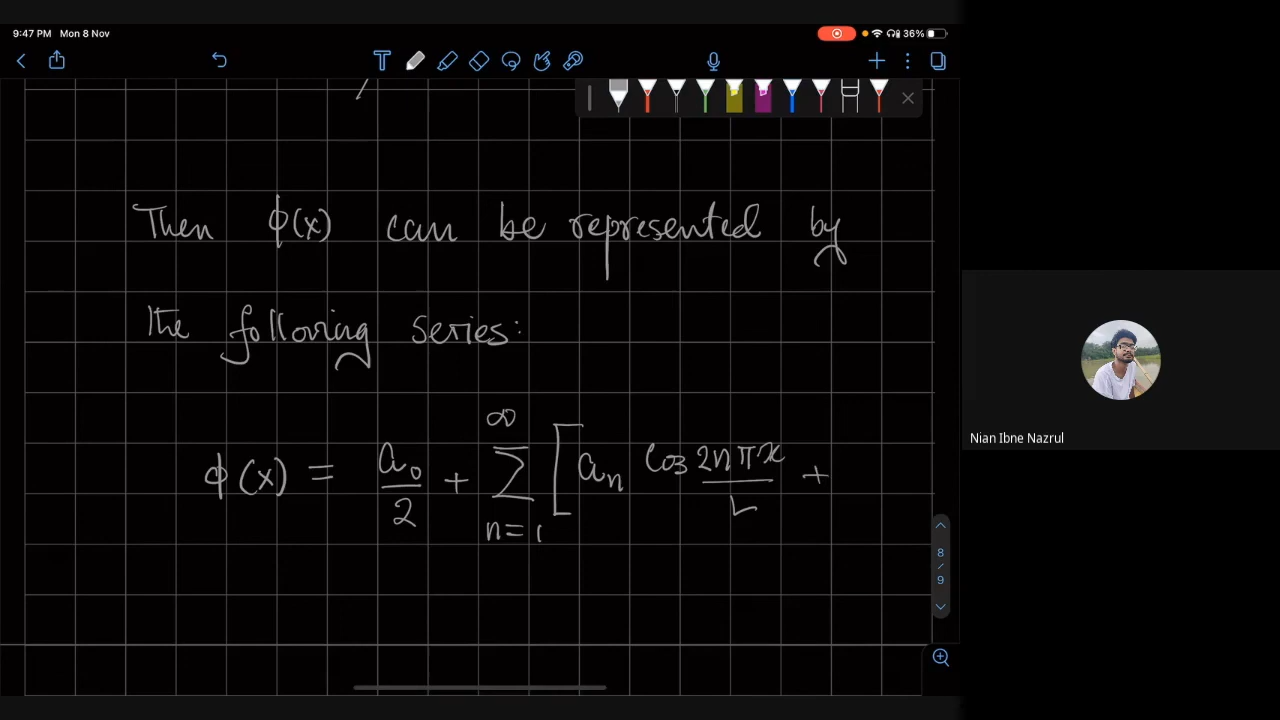 9:47 PM Mon 8 Nov
36%
T
Then ϕ(x) can be represented by
the following series:
ϕ(x) = a₀/2 + ∑_{n=1}^{∞} [ aₙ cos 2nπx/L +
8/9
Nian Ibne Nazrul